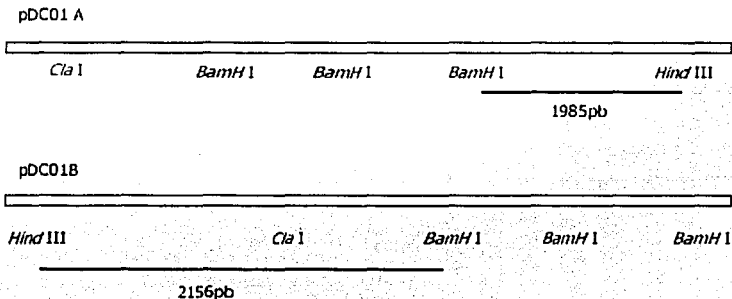 pDC01 A
Cla I BamH I BamH I BamH I Hind III
1985pb
pDC01B
Hind III Cla I BamH I BamH I BamH I
2156pb